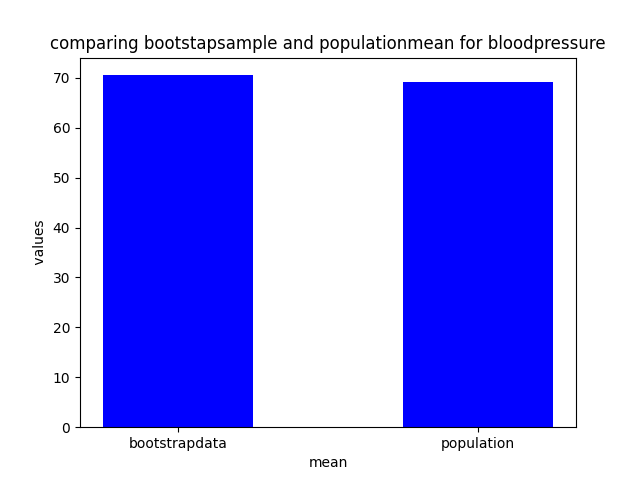 comparing bootstapsample and populationmean for bloodpressure
70
60
50
40
30
20
10
0
values
bootstrapdata
population
mean